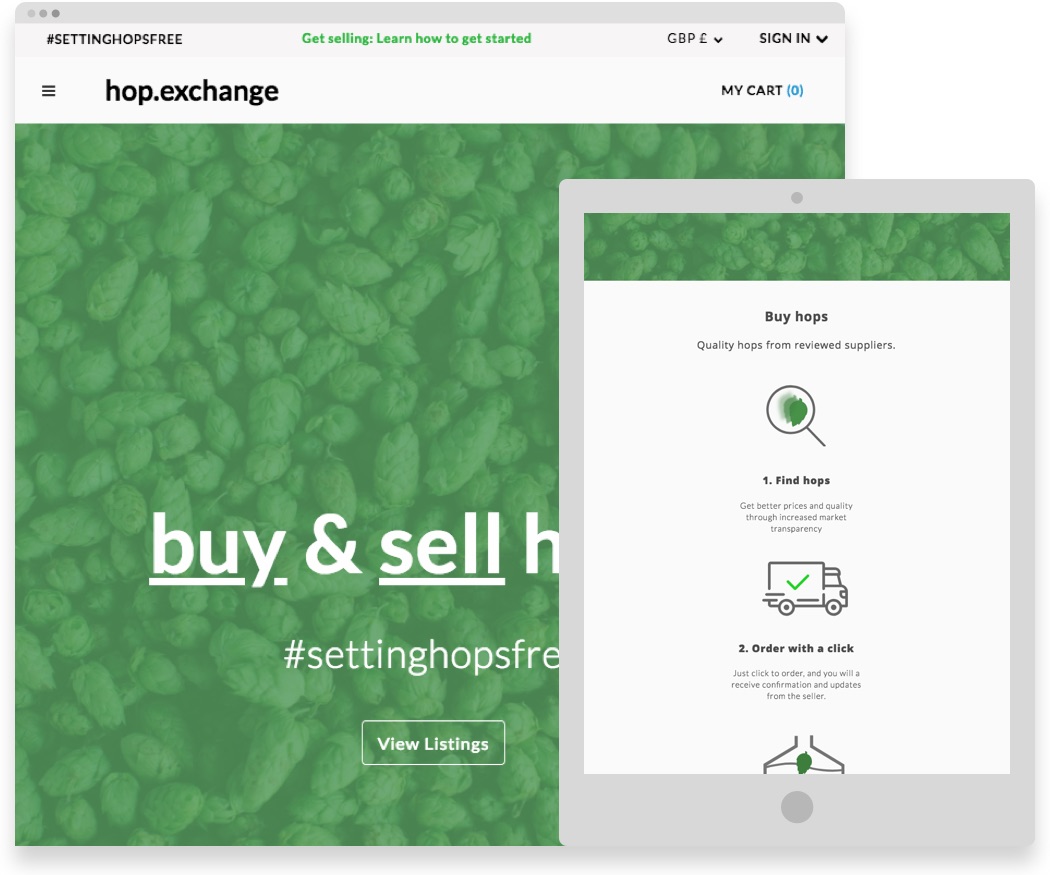 #SETTINGHOPSFREE
Get selling: Learn how to get started
GBP £
SIGN IN
hop.exchange
MY CART (0)
buy & sell h
#settinghopsfre
View Listings
Buy hops
Quality hops from reviewed suppliers.
1. Find hops
Get better prices and quality
through increased market
transparency
2. Order with a click
Just click to order, and you will a
receive confirmation and updates
from the seller.